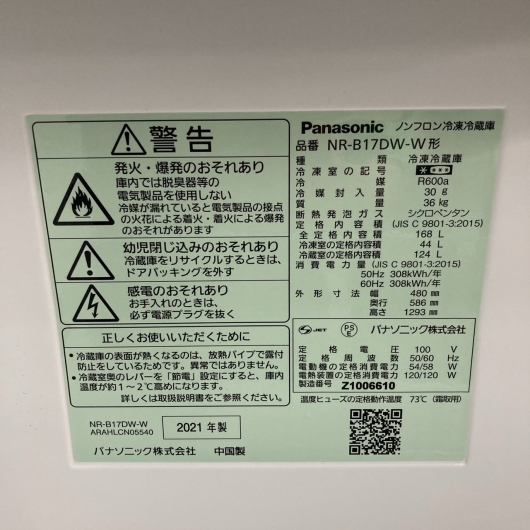 警告
発火・爆発のおそれあり
庫内では脱臭器等の
電気製品を使用しない
冷媒が漏れていると電気製品の接点
の火花による着火・着火による爆発
のおそれがあります
幼児閉じ込みのおそれあり
冷蔵庫をリサイクルするときは、
ドアパッキングを外す
感電のおそれあり
お手入れのときは、
必ず電源プラグを抜く
正しくお使いいただくために
・冷蔵庫の表面が熱くなるのは、放熱パイプで露付
防止をしているためです。異常ではありません。
・冷蔵室奥のレバーを「節電」設定にすると、庫内
温度が約1～2℃高めになります。
詳しくは取扱説明書をご覧ください。
NR-B17DW-W
ARAHLCN05540
2021年製
パナソニック株式会社 中国製
Panasonic ノンフロン冷凍冷蔵庫
品番 NR-B17DW-W形
種類 冷凍冷蔵庫
冷凍室の記号
冷媒 R600a
冷媒封入量 30 g
質量 36 kg
断熱発泡ガス シクロペンタン
定格内容積 (JIS C 9801-3:2015)
全定格内容積 168 L
冷凍室の定格内容積 44 L
冷蔵室の定格内容積 124 L
消費電力量 (JIS C 9801-3:2015)
50Hz 308kWh/年
60Hz 308kWh/年
外形寸法 幅 480 mm
奥行 586 mm
高さ 1293 mm
JET PS E パナソニック株式会社
定格電圧 100 V
定格周波数 50/60 Hz
電動機の定格消費電力 54/58 W
電熱装置の定格消費電力 120/120 W
製造番号 Z1006610
温度ヒューズの定格動作温度 73℃ (霜取用)